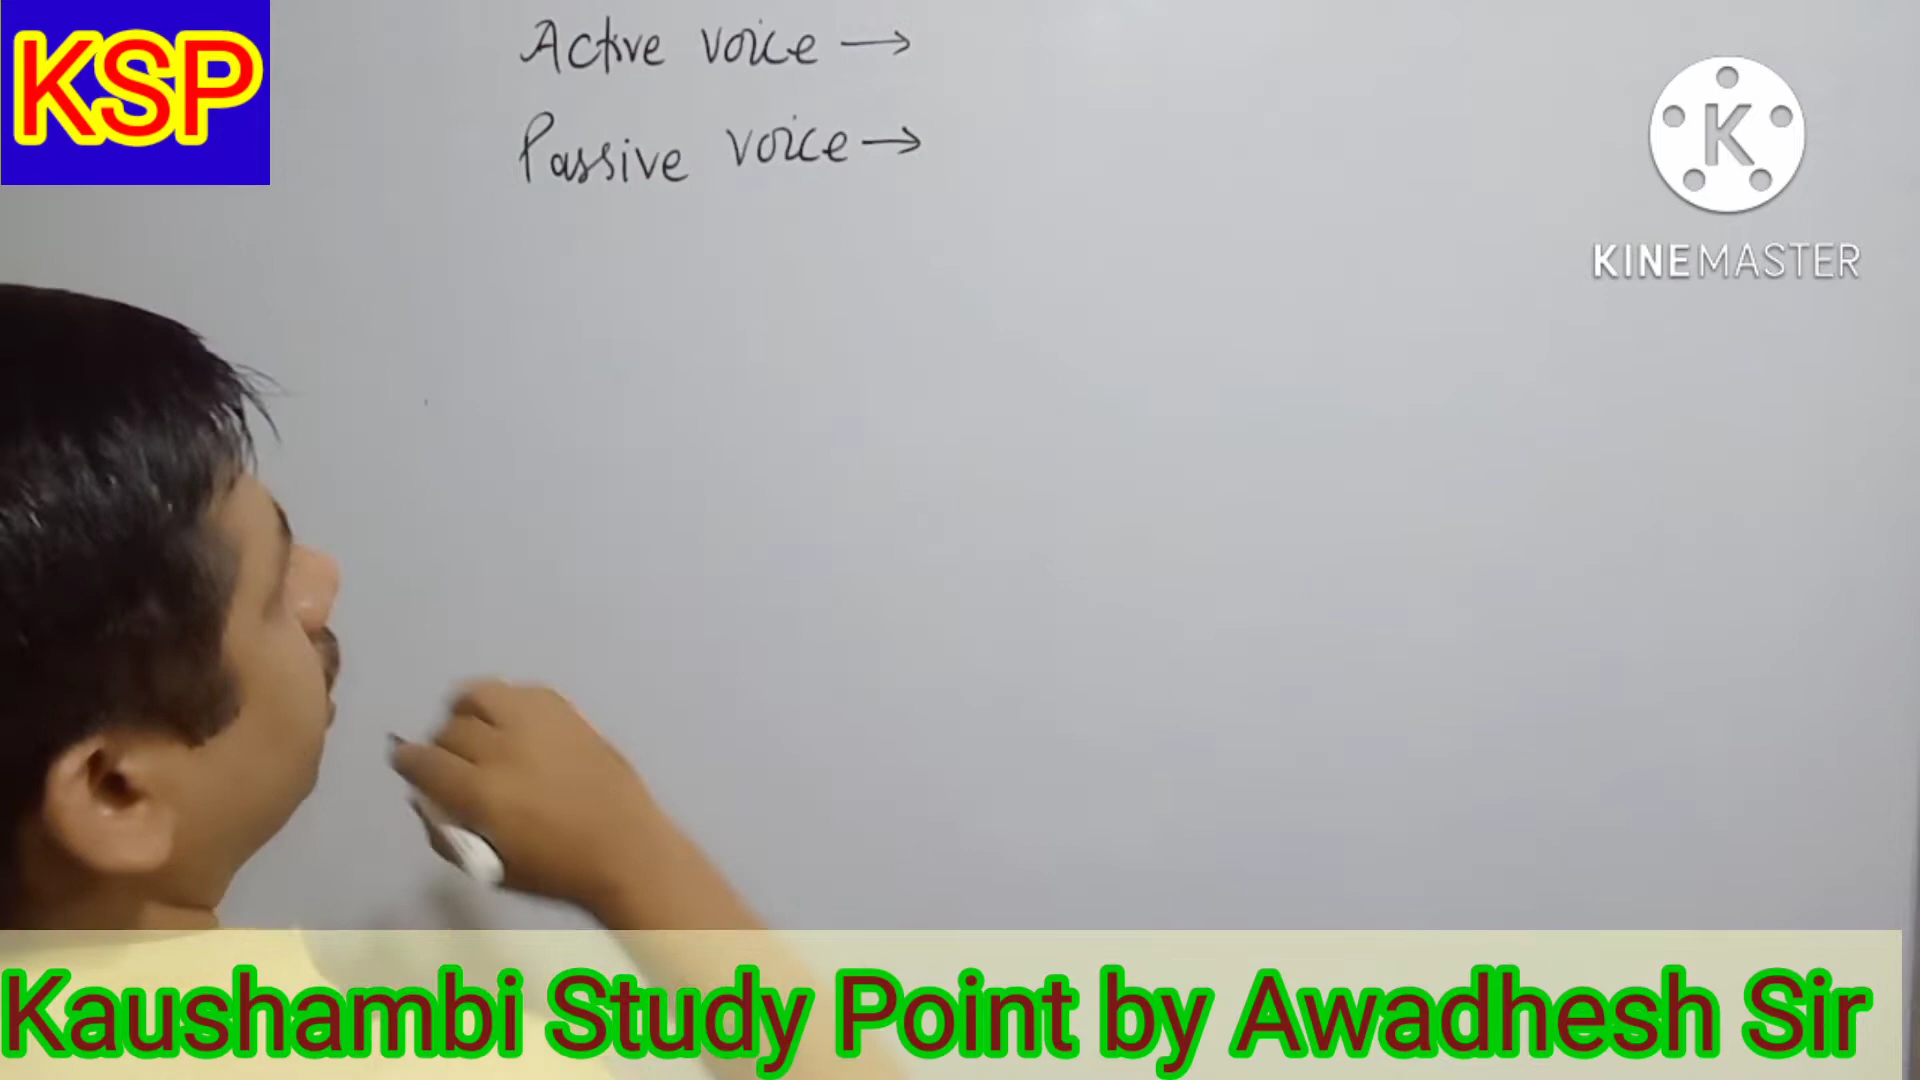 KSP
Active voice →
Passive voice →
K
KINEMASTER
Kaushambi Study Point by Awadhesh Sir